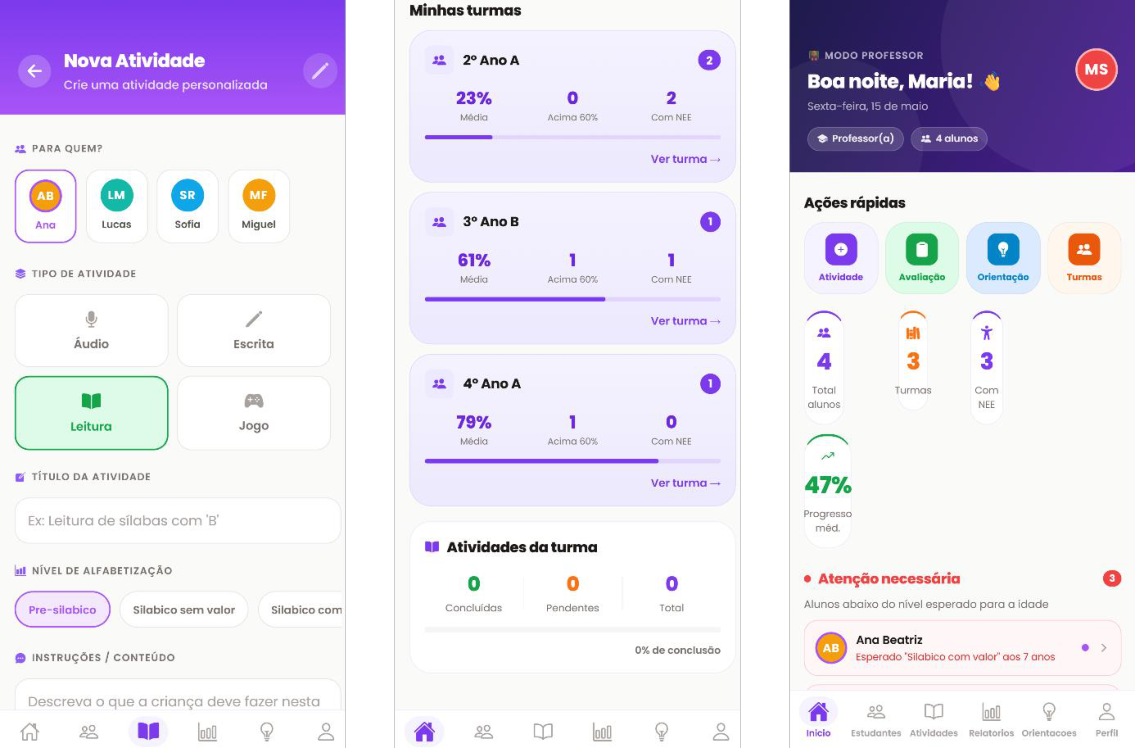 Nova Atividade
Crie uma atividade personalizada
PARA QUEM?
AB
LM
SR
MF
Ana
Lucas
Sofia
Miguel
TIPO DE ATIVIDADE
Áudio
Escrita
Leitura
Jogo
TÍTULO DA ATIVIDADE
Ex: Leitura de sílabas com 'B'
NÍVEL DE ALFABETIZAÇÃO
Pre-silabico
Silabico sem valor
Silabico com
INSTRUÇÕES / CONTEÚDO
Descreva o que a criança deve fazer nesta
Minhas turmas
2º Ano A
2
23%
0
2
Média
Acima 60%
Com NEE
Ver turma →
3º Ano B
1
61%
1
1
Média
Acima 60%
Com NEE
Ver turma →
4º Ano A
1
79%
1
0
Média
Acima 60%
Com NEE
Ver turma →
Atividades da turma
0
0
0
Concluídas
Pendentes
Total
0% de conclusão
MODO PROFESSOR
Boa noite, Maria! 👋
MS
Sexta-feira, 15 de maio
Professor(a)
4 alunos
Ações rápidas
Atividade
Avaliação
Orientação
Turmas
4
Total
alunos
3
Turmas
3
Com
NEE
47%
Progresso
méd.
Atenção necessária
3
Alunos abaixo do nível esperado para a idade
AB
Ana Beatriz
Esperado "Silabico com valor" aos 7 anos
Inicio
Estudantes
Atividades
Relatorios
Orientacoes
Perfil